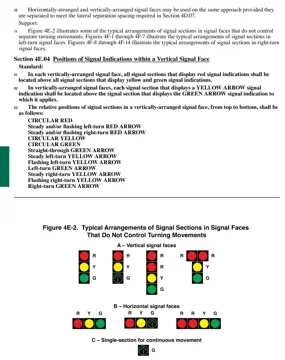 Horizontally-arranged and vertically-arranged signal faces may be used on the same approach provided they
are separated to meet the lateral separation spacing required in Section 4D.07.
Support:
Figure 4E-2 illustrates some of the typical arrangements of signal sections in signal faces that do not control
separate turning movements. Figures 4F-1 through 4F-7 illustrate the typical arrangements of signal sections in
left-turn signal faces. Figures 4F-8 through 4F-14 illustrate the typical arrangements of signal sections in right-turn
signal faces.
Section 4E.04 Positions of Signal Indications within a Vertical Signal Face
Standard:
In each vertically-arranged signal face, all signal sections that display red signal indications shall be
located above all signal sections that display yellow and green signal indications.
In vertically-arranged signal faces, each signal section that displays a YELLOW ARROW signal
indication shall be located above the signal section that displays the GREEN ARROW signal indication to
which it applies.
The relative positions of signal sections in a vertically-arranged signal face, from top to bottom, shall be
as follows:
CIRCULAR RED
Steady and/or flashing left-turn RED ARROW
Steady and/or flashing right-turn RED ARROW
CIRCULAR YELLOW
CIRCULAR GREEN
Straight-through GREEN ARROW
Steady left-turn YELLOW ARROW
Flashing left-turn YELLOW ARROW
Left-turn GREEN ARROW
Steady right-turn YELLOW ARROW
Flashing right-turn YELLOW ARROW
Right-turn GREEN ARROW
Figure 4E-2. Typical Arrangements of Signal Sections in Signal Faces
That Do Not Control Turning Movements
A – Vertical signal faces
R R R R R
Y Y Y
G G G
G
B – Horizontal signal faces
R Y G R Y G R R Y G
C – Single-section for continuous movement
G